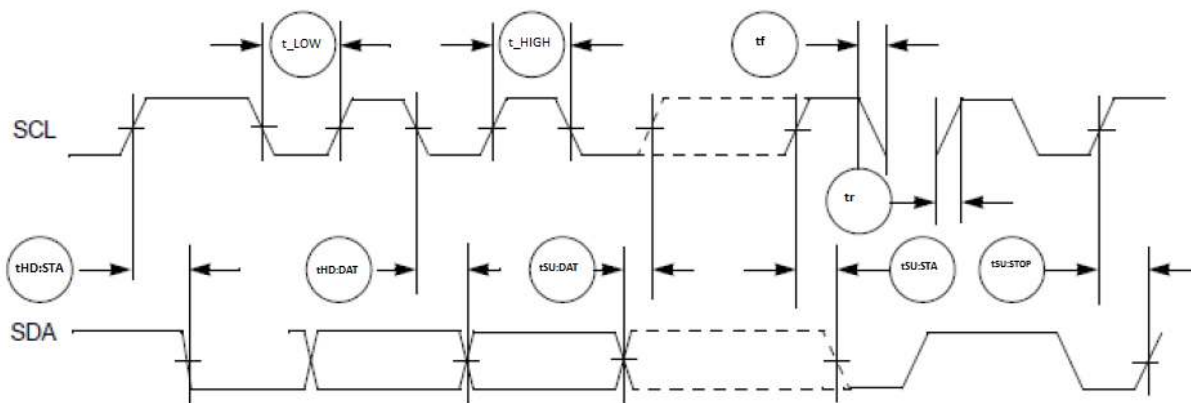 t_LOW
t_HIGH
tf
SCL
tr
tHD:STA
tHD:DAT
tSU:DAT
tSU:STA
tSU:STOP
SDA